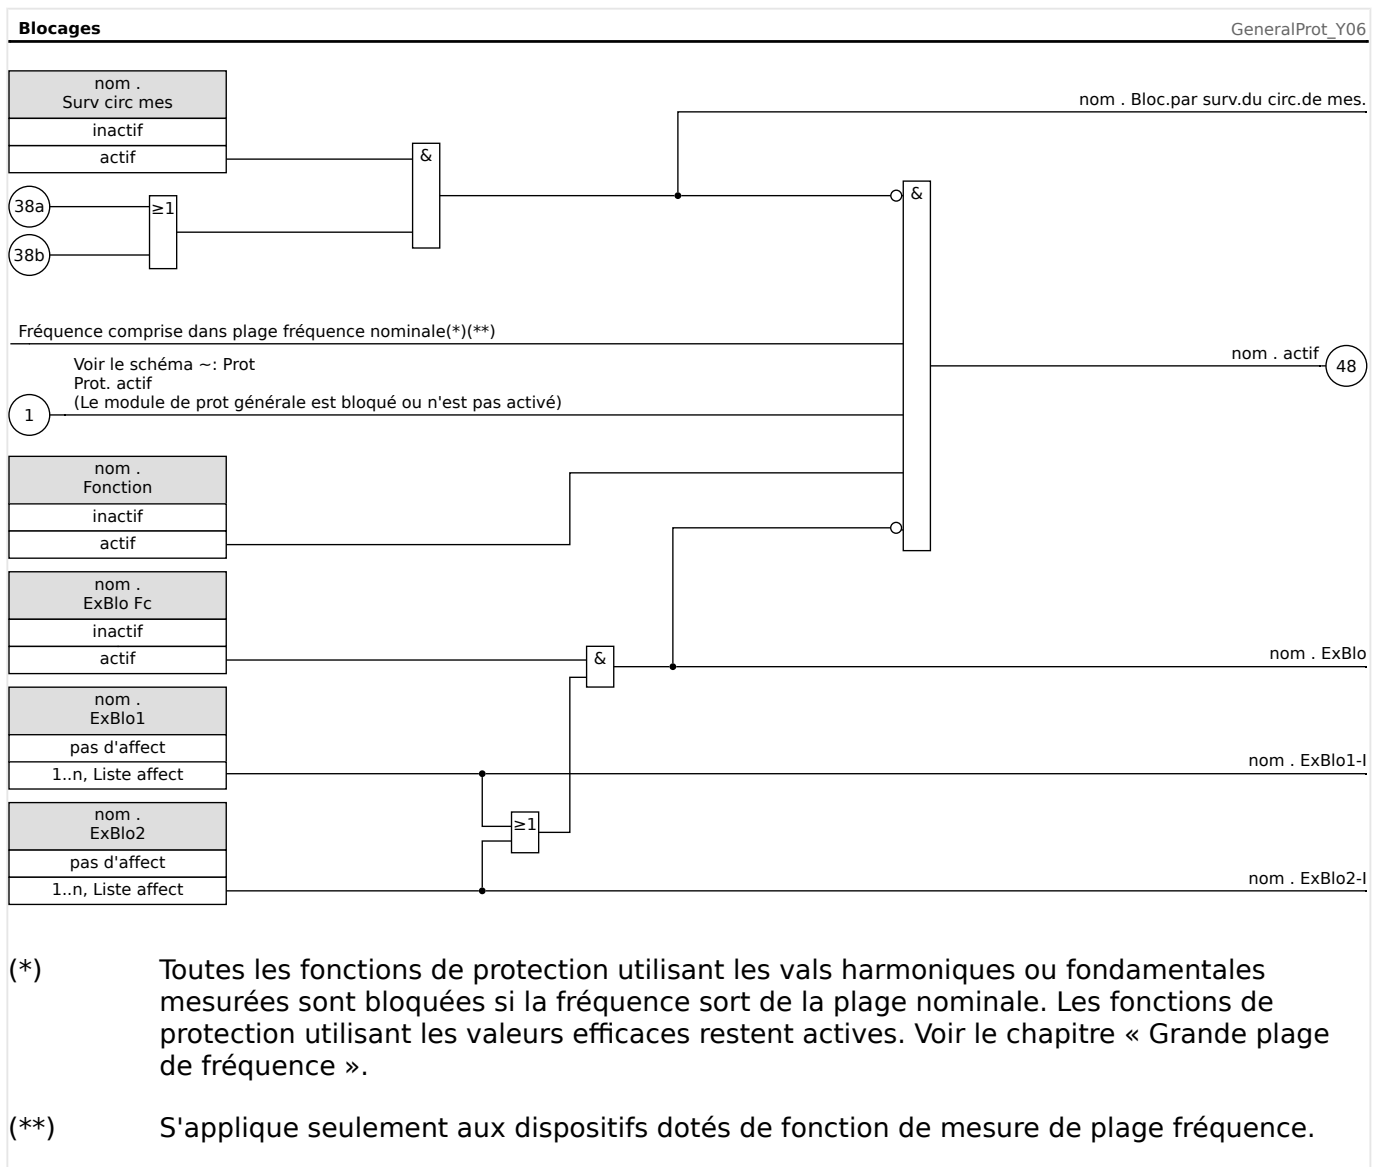 Blocages
GeneralProt_Y06
nom .
Surv circ mes
inactif
actif
nom . Bloc.par surv.du circ.de mes.
&
38a
≥1
38b
&
Fréquence comprise dans plage fréquence nominale(*)(**)
Voir le schéma ~: Prot
Prot. actif
(Le module de prot générale est bloqué ou n'est pas activé)
1
nom . actif
48
nom .
Fonction
inactif
actif
nom .
ExBlo Fc
inactif
actif
&
nom . ExBlo
nom .
ExBlo1
pas d'affect
1..n, Liste affect
nom . ExBlo1-I
≥1
nom .
ExBlo2
pas d'affect
1..n, Liste affect
nom . ExBlo2-I
(*) Toutes les fonctions de protection utilisant les vals harmoniques ou fondamentales
mesurées sont bloquées si la fréquence sort de la plage nominale. Les fonctions de
protection utilisant les valeurs efficaces restent actives. Voir le chapitre « Grande plage
de fréquence ».
(**) S'applique seulement aux dispositifs dotés de fonction de mesure de plage fréquence.